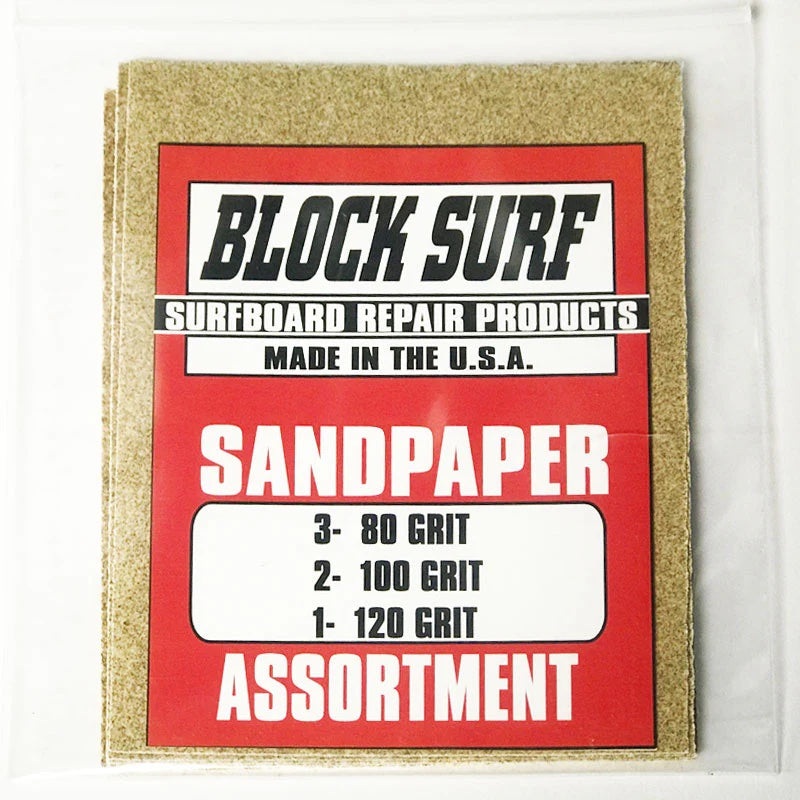 BLOCK SURF
SURFBOARD REPAIR PRODUCTS
MADE IN THE U.S.A.
SANDPAPER
3- 80 GRIT
2- 100 GRIT
1- 120 GRIT
ASSORTMENT